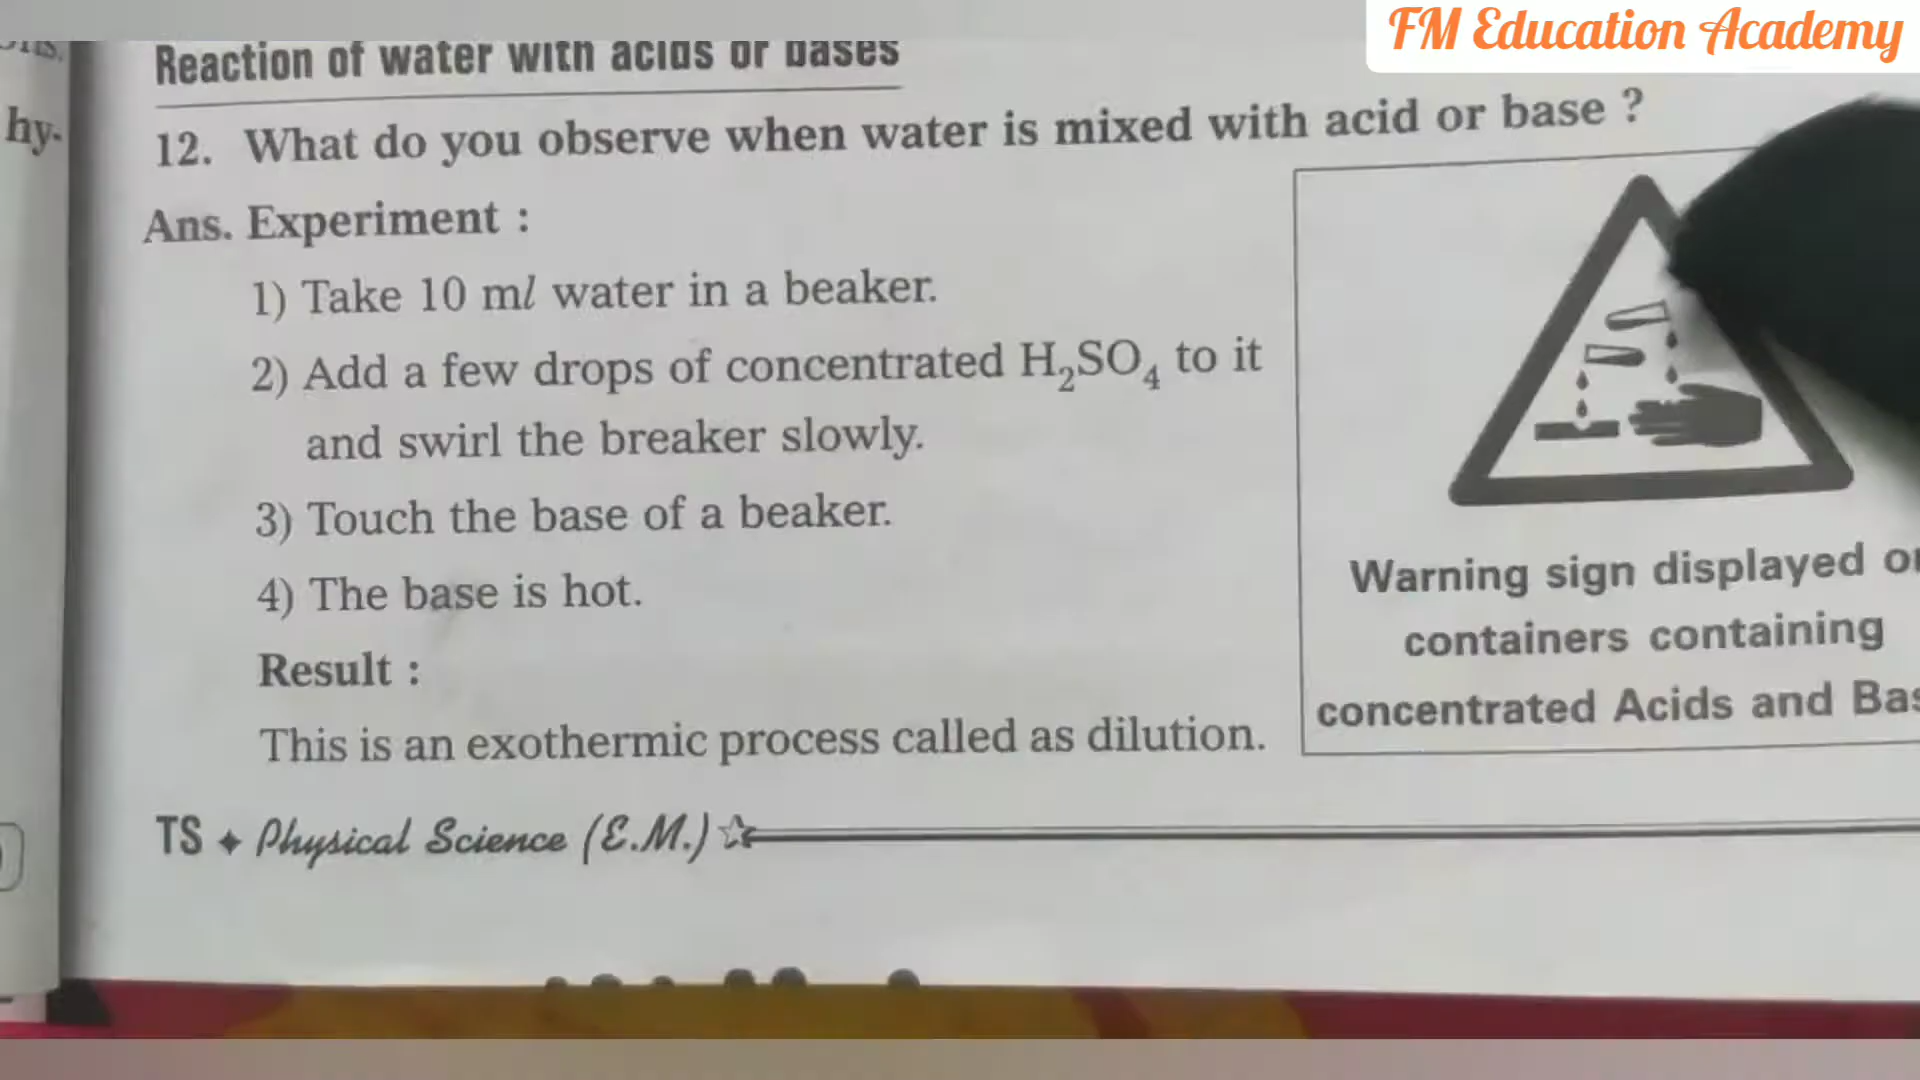 FM Education Academy
Reaction of water with acids or bases
hy.
12. What do you observe when water is mixed with acid or base ?
Ans. Experiment :
1) Take 10 ml water in a beaker.
2) Add a few drops of concentrated H₂SO₄ to it
and swirl the breaker slowly.
3) Touch the base of a beaker.
4) The base is hot.
Result :
This is an exothermic process called as dilution.
Warning sign displayed
containers containing
concentrated Acids and
TS ✦ Physical Science (E.M.) ☆